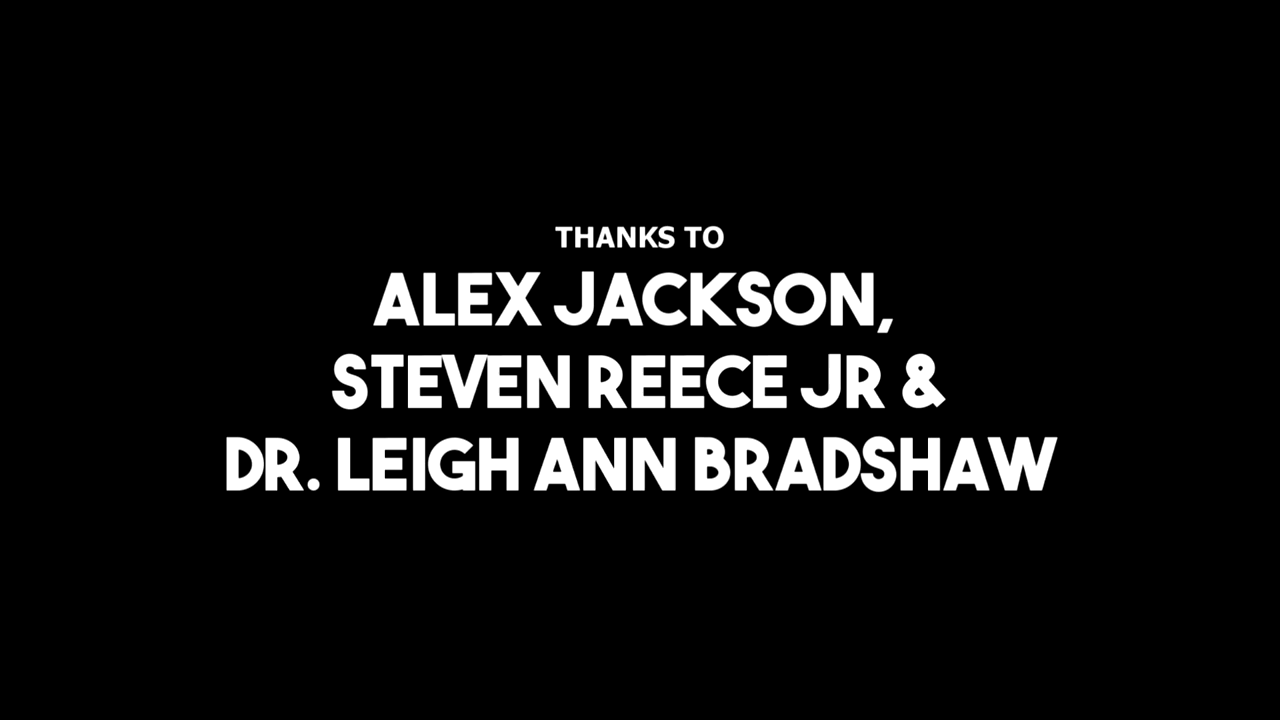 THANKS TO
ALEX JACKSON,
STEVEN REECE JR &
DR. LEIGH ANN BRADSHAW